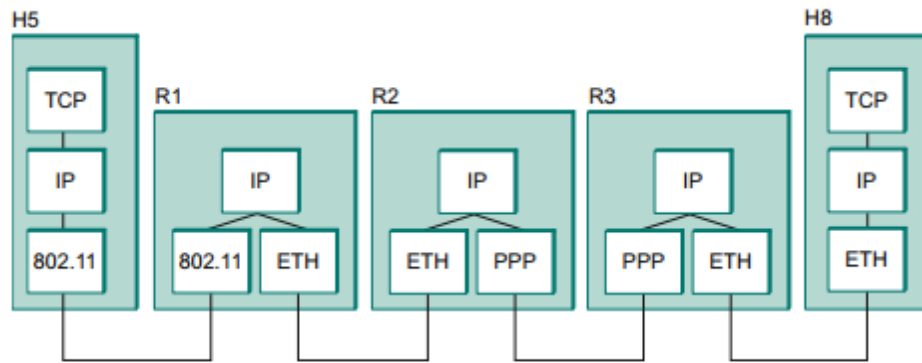 H5 H8
TCP R1 R2 R3 TCP
IP IP IP IP IP
802.11 802.11 ETH ETH PPP PPP ETH ETH